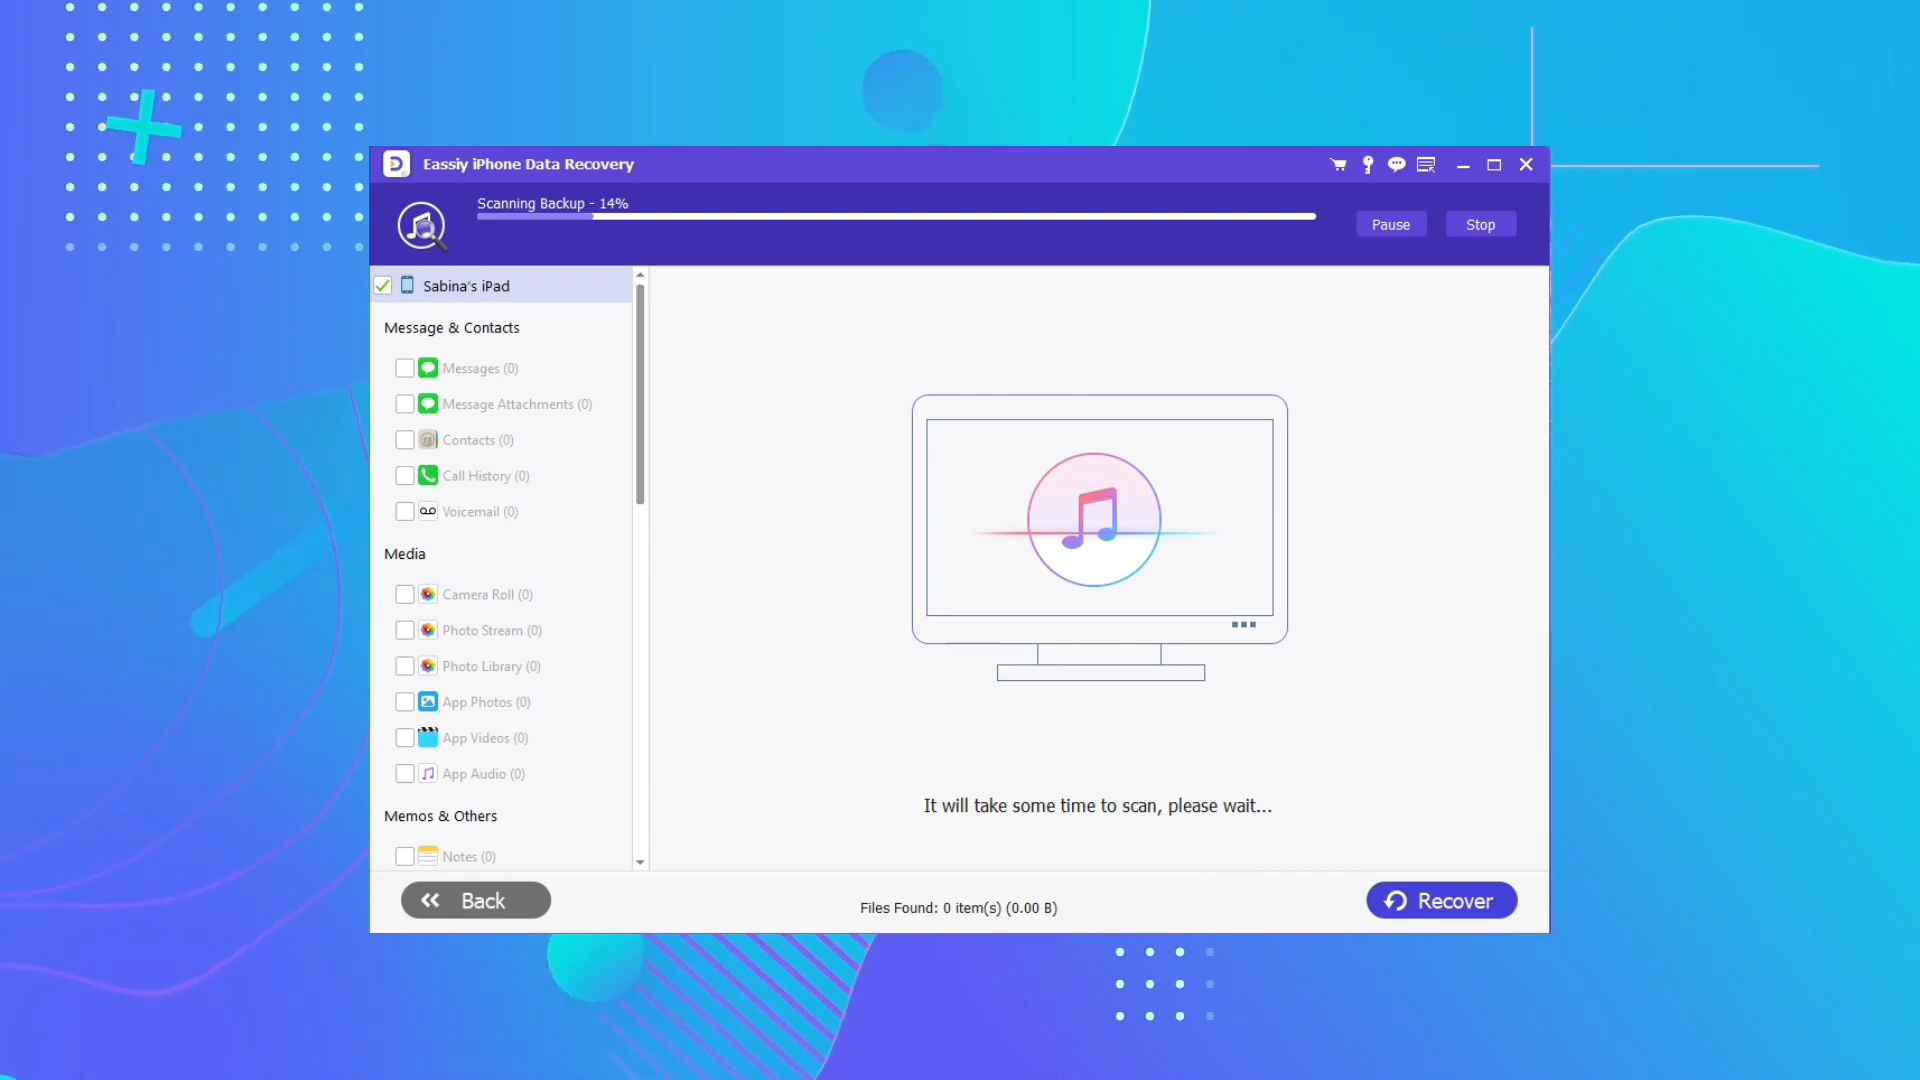 Eassiy iPhone Data Recovery
Scanning Backup - 14%
Pause
Stop
Sabina's iPad
Message & Contacts
Messages (0)
Message Attachments (0)
Contacts (0)
Call History (0)
Voicemail (0)
Media
Camera Roll (0)
Photo Stream (0)
Photo Library (0)
App Photos (0)
App Videos (0)
App Audio (0)
Memos & Others
Notes (0)
It will take some time to scan, please wait...
Back
Files Found: 0 item(s) (0.00 B)
Recover